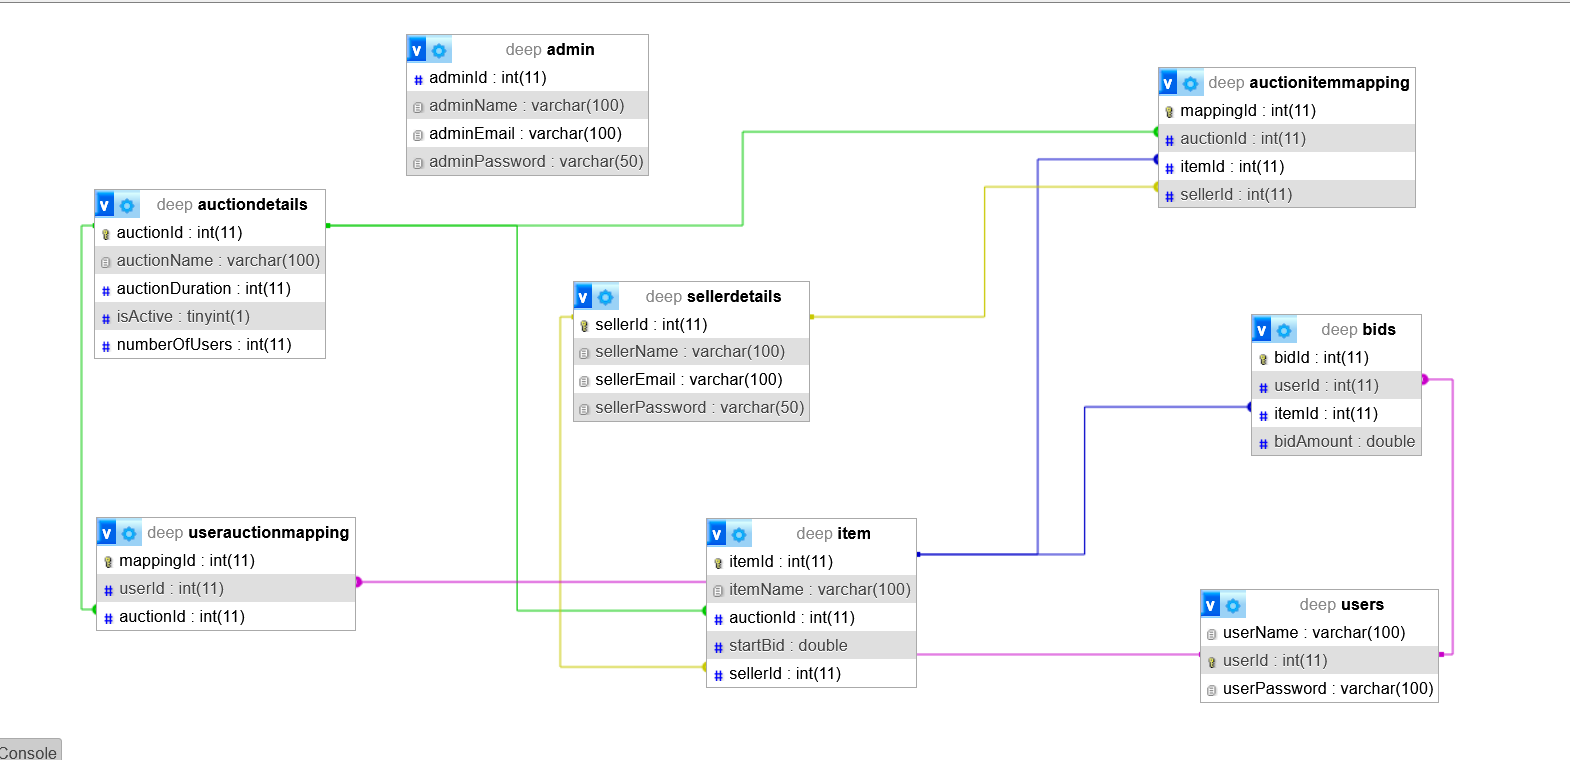 v deep admin
# adminId : int(11)
adminName : varchar(100)
adminEmail : varchar(100)
adminPassword : varchar(50)
v deep auctionitemmapping
mappingId : int(11)
# auctionId : int(11)
# itemId : int(11)
# sellerId : int(11)
v deep auctiondetails
auctionId : int(11)
auctionName : varchar(100)
# auctionDuration : int(11)
# isActive : tinyint(1)
# numberOfUsers : int(11)
v deep sellerdetails
sellerId : int(11)
sellerName : varchar(100)
sellerEmail : varchar(100)
sellerPassword : varchar(50)
v deep bids
bidId : int(11)
# userId : int(11)
# itemId : int(11)
# bidAmount : double
v deep userauctionmapping
mappingId : int(11)
# userId : int(11)
# auctionId : int(11)
v deep item
itemId : int(11)
itemName : varchar(100)
# auctionId : int(11)
# startBid : double
# sellerId : int(11)
v deep users
userName : varchar(100)
userId : int(11)
userPassword : varchar(100)
Console